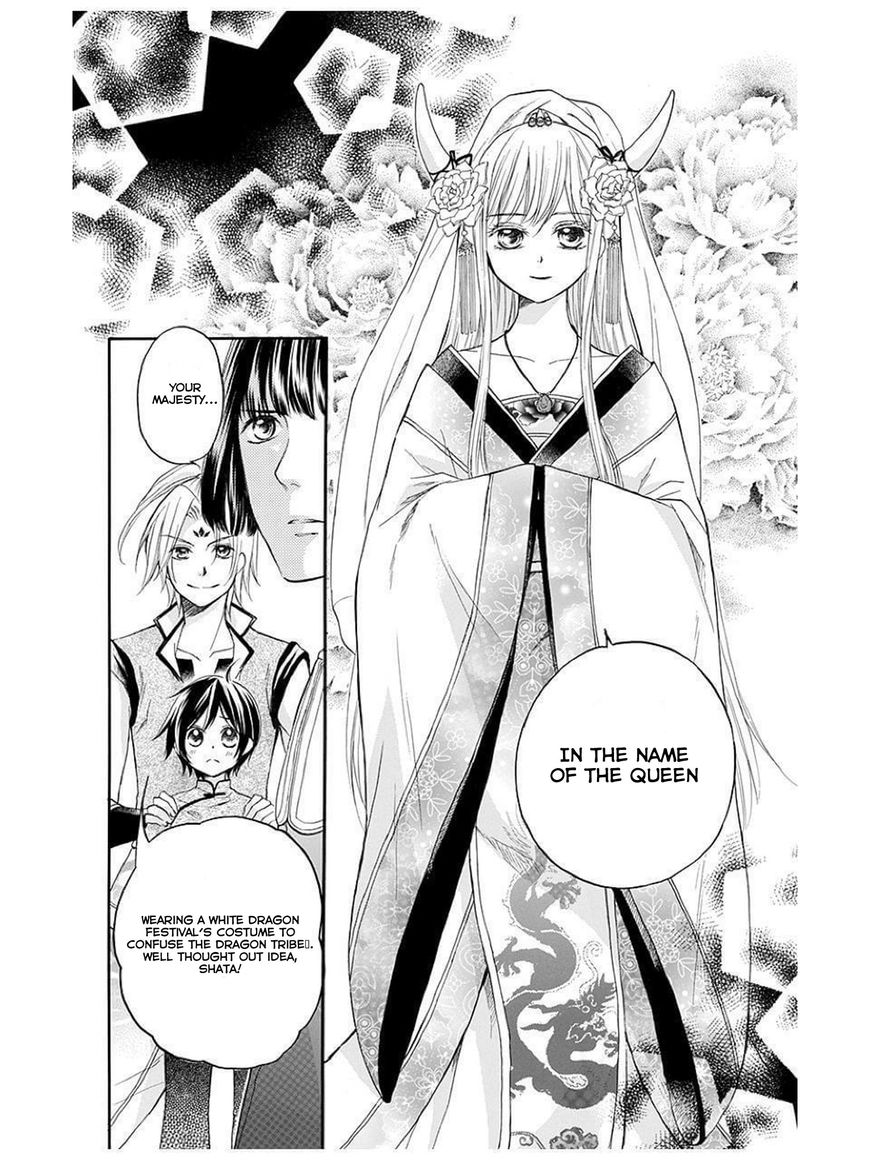 YOUR
MAJESTY...
IN THE NAME
OF THE QUEEN
WEARING A WHITE DRAGON
FESTIVAL'S COSTUME TO
CONFUSE THE DRAGON TRIBE▯.
WELL THOUGHT OUT IDEA,
SHATA!